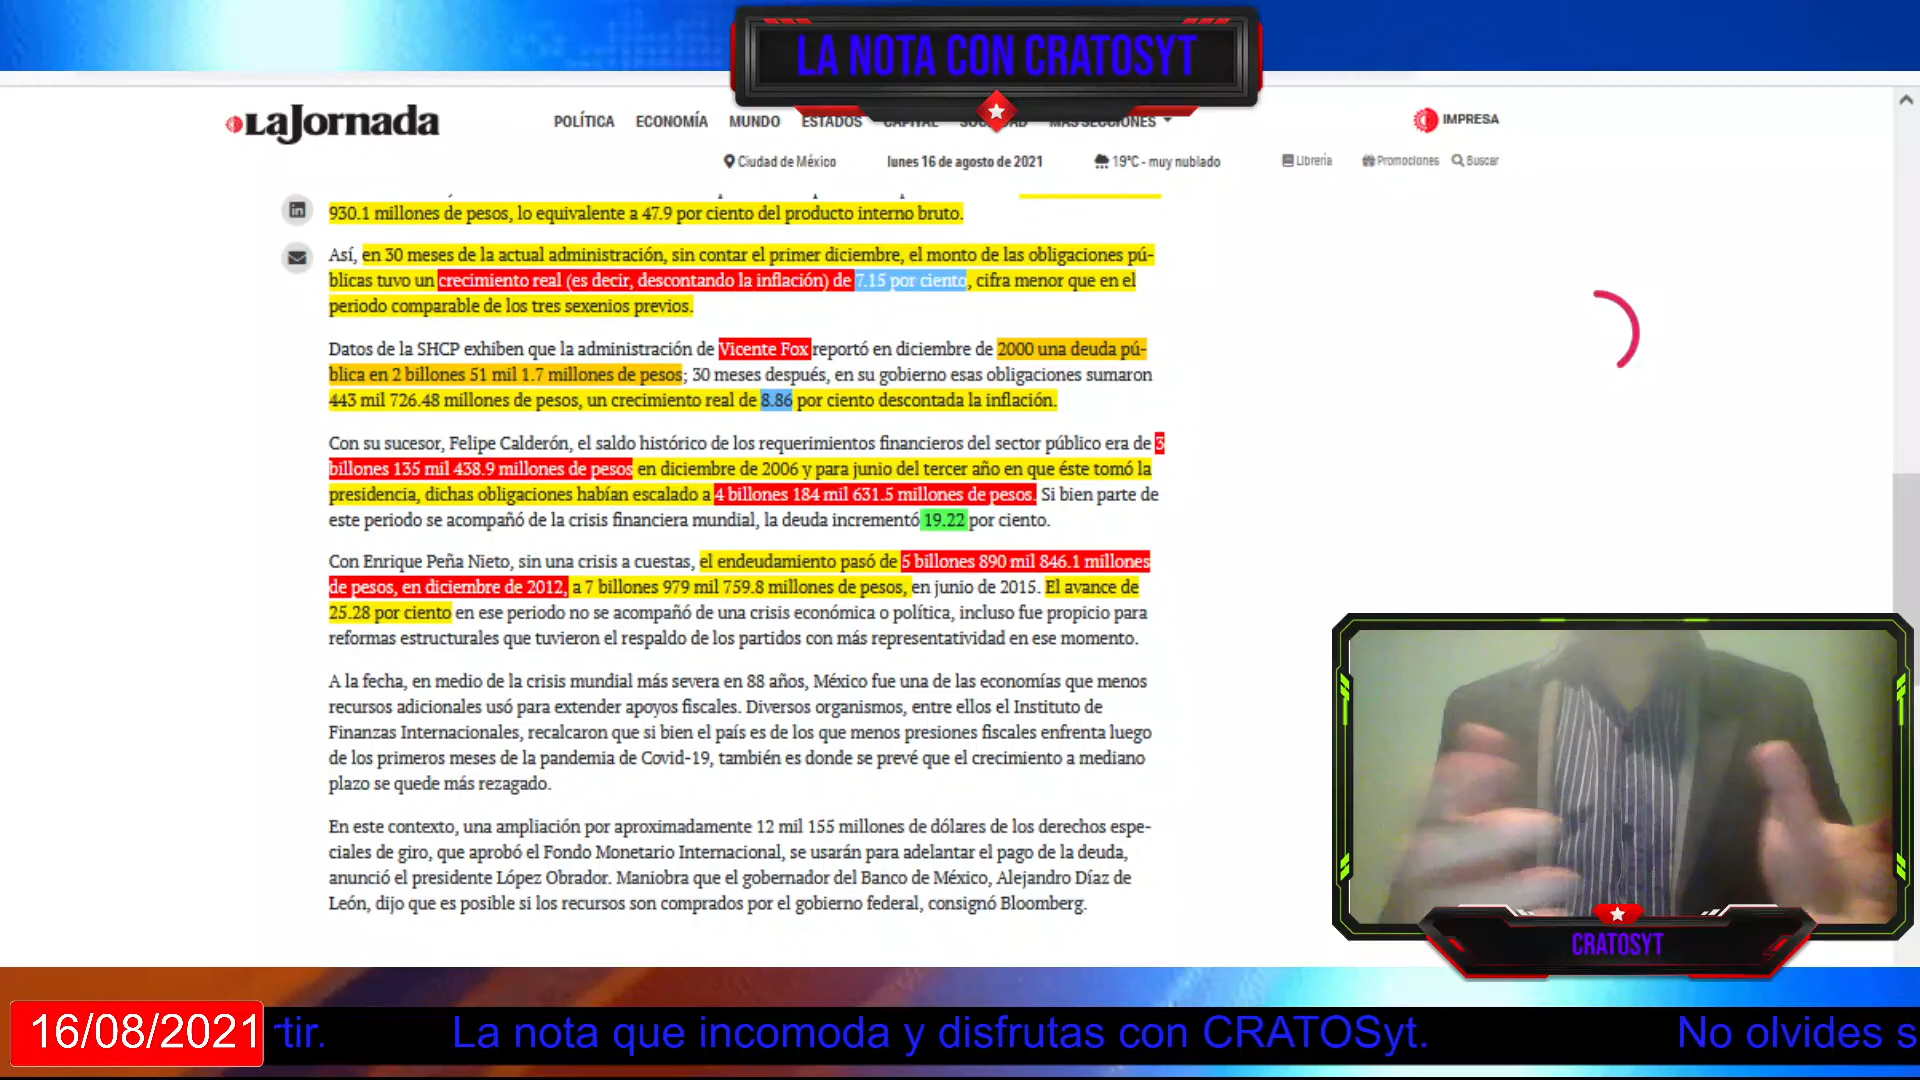 LA NOTA CON CRATOSYT
LaJornada
POLÍTICA ECONOMÍA MUNDO ESTADOS CAPITAL SOCIEDAD MÁS SECCIONES
IMPRESA
Ciudad de México lunes 16 de agosto de 2021 19°C - muy nublado Librería Promociones Buscar
930.1 millones de pesos, lo equivalente a 47.9 por ciento del producto interno bruto.
Así, en 30 meses de la actual administración, sin contar el primer diciembre, el monto de las obligaciones pú-
blicas tuvo un crecimiento real (es decir, descontando la inflación) de 7.15 por ciento, cifra menor que en el
periodo comparable de los tres sexenios previos.
Datos de la SHCP exhiben que la administración de Vicente Fox reportó en diciembre de 2000 una deuda pú-
blica en 2 billones 51 mil 1.7 millones de pesos; 30 meses después, en su gobierno esas obligaciones sumaron
443 mil 726.48 millones de pesos, un crecimiento real de 8.86 por ciento descontada la inflación.
Con su sucesor, Felipe Calderón, el saldo histórico de los requerimientos financieros del sector público era de 3
billones 135 mil 438.9 millones de pesos en diciembre de 2006 y para junio del tercer año en que éste tomó la
presidencia, dichas obligaciones habían escalado a 4 billones 184 mil 631.5 millones de pesos. Si bien parte de
este periodo se acompañó de la crisis financiera mundial, la deuda incrementó 19.22 por ciento.
Con Enrique Peña Nieto, sin una crisis a cuestas, el endeudamiento pasó de 5 billones 890 mil 846.1 millones
de pesos, en diciembre de 2012, a 7 billones 979 mil 759.8 millones de pesos, en junio de 2015. El avance de
25.28 por ciento en ese periodo no se acompañó de una crisis económica o política, incluso fue propicio para
reformas estructurales que tuvieron el respaldo de los partidos con más representatividad en ese momento.
A la fecha, en medio de la crisis mundial más severa en 88 años, México fue una de las economías que menos
recursos adicionales usó para extender apoyos fiscales. Diversos organismos, entre ellos el Instituto de
Finanzas Internacionales, recalcaron que si bien el país es de los que menos presiones fiscales enfrenta luego
de los primeros meses de la pandemia de Covid-19, también es donde se prevé que el crecimiento a mediano
plazo se quede más rezagado.
En este contexto, una ampliación por aproximadamente 12 mil 155 millones de dólares de los derechos espe-
ciales de giro, que aprobó el Fondo Monetario Internacional, se usarán para adelantar el pago de la deuda,
anunció el presidente López Obrador. Maniobra que el gobernador del Banco de México, Alejandro Díaz de
León, dijo que es posible si los recursos son comprados por el gobierno federal, consignó Bloomberg.
CRATOSYT
16/08/2021 rtir. La nota que incomoda y disfrutas con CRATOSyt. No olvides s